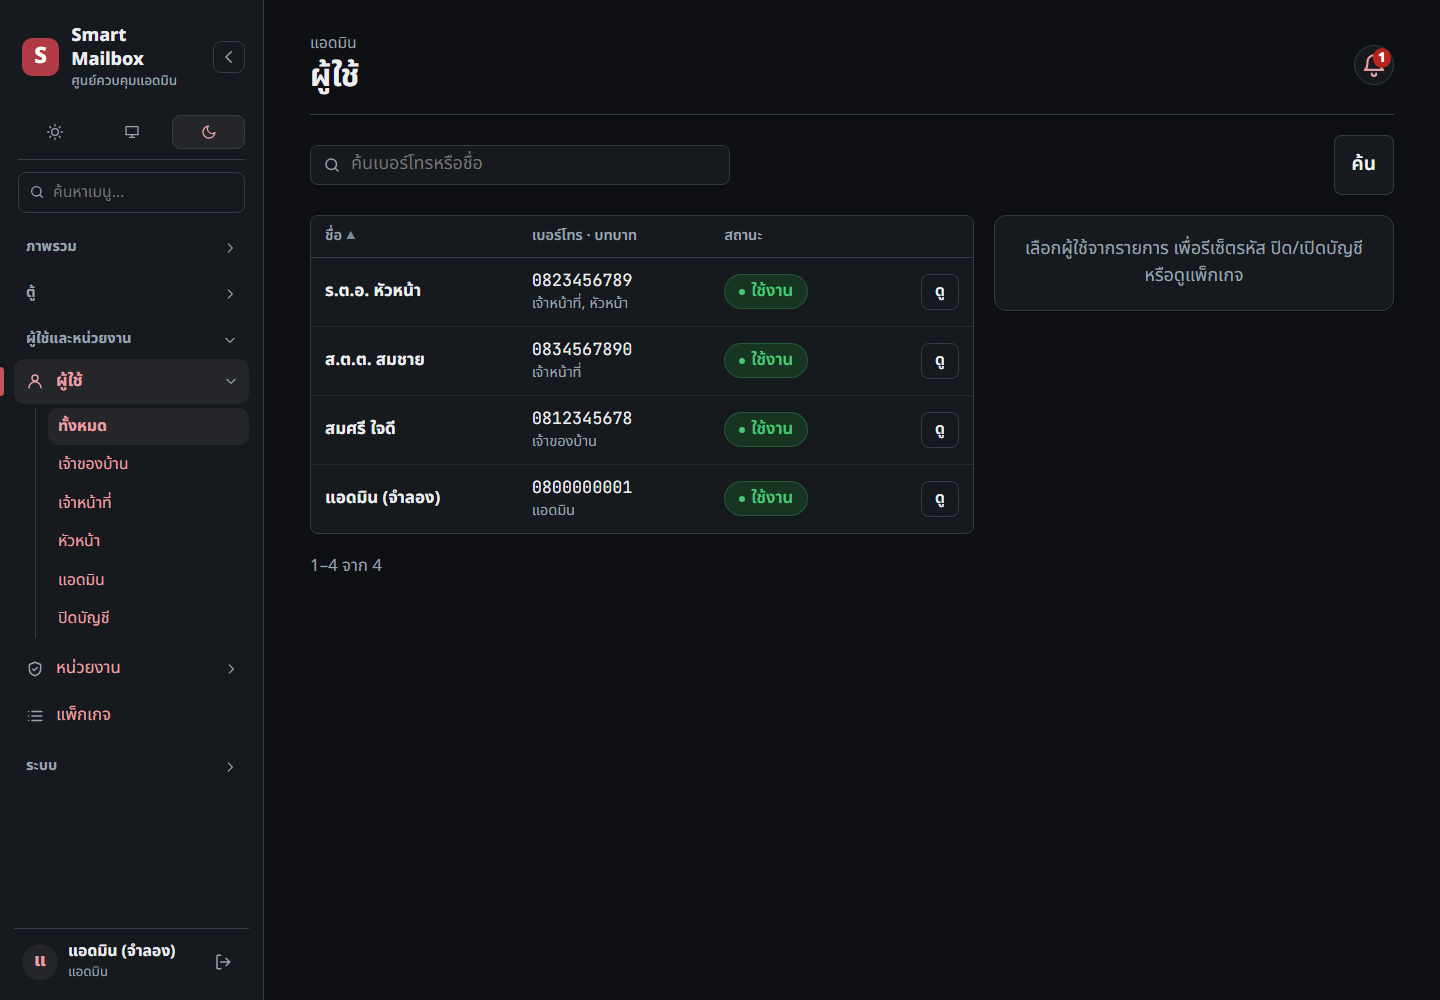 S
Smart
Mailbox
ศูนย์ควบคุมแอดมิน
ค้นหาเมนู...
ภาพรวม
ตู้
ผู้ใช้และหน่วยงาน
ผู้ใช้
ทั้งหมด
เจ้าของบ้าน
เจ้าหน้าที่
หัวหน้า
แอดมิน
ปิดบัญชี
หน่วยงาน
แพ็กเกจ
ระบบ
แ
แอดมิน (จำลอง)
แอดมิน
แอดมิน
ผู้ใช้
1
ค้นเบอร์โทรหรือชื่อ
ค้น
ชื่อ ▲ เบอร์โทร · บทบาท สถานะ
ร.ต.อ. หัวหน้า 0823456789 ใช้งาน ดู
เจ้าหน้าที่, หัวหน้า
ส.ต.ต. สมชาย 0834567890 ใช้งาน ดู
เจ้าหน้าที่
สมศรี ใจดี 0812345678 ใช้งาน ดู
เจ้าของบ้าน
แอดมิน (จำลอง) 0800000001 ใช้งาน ดู
แอดมิน
1–4 จาก 4
เลือกผู้ใช้จากรายการ เพื่อรีเซ็ตรหัส ปิด/เปิดบัญชี
หรือดูแพ็กเกจ